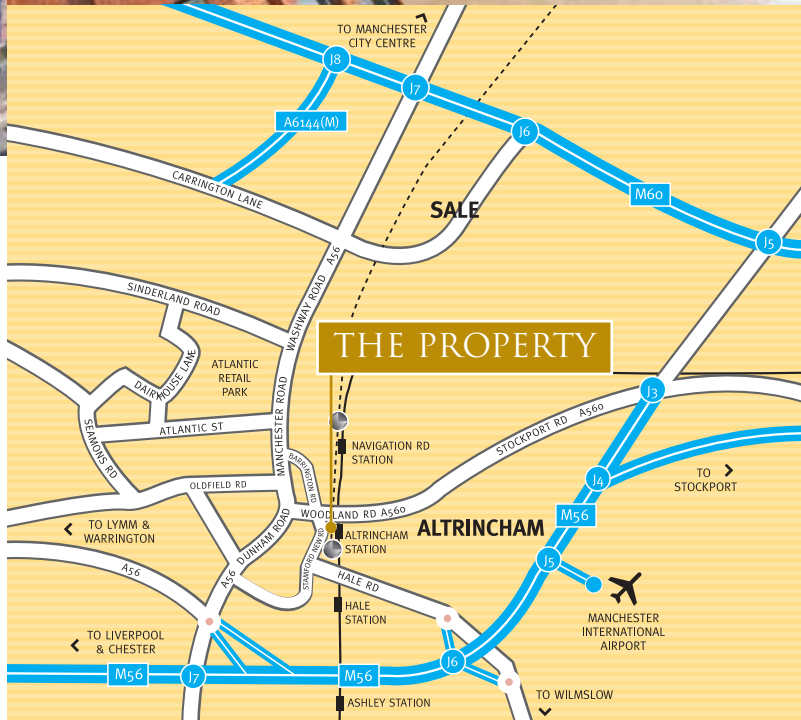 TO MANCHESTER
CITY CENTRE
J8
J7
A6144(M)
J6
CARRINGTON LANE
SALE
M60
J5
WASHWAY ROAD A56
SINDERLAND ROAD
THE PROPERTY
ATLANTIC
RETAIL
PARK
DAIRYHOUSE LANE
J3
MANCHESTER ROAD
STOCKPORT RD A560
SEAMONS RD
ATLANTIC ST
NAVIGATION RD
STATION
BARRINGTON RD
J4
TO
STOCKPORT
OLDFIELD RD
WOODLAND RD A560
M56
TO LYMM &
WARRINGTON
ALTRINCHAM
ALTRINCHAM
STATION
A56 DUNHAM ROAD
STAMFORD NEW RD
J5
A56
HALE RD
HALE
STATION
MANCHESTER
INTERNATIONAL
AIRPORT
TO LIVERPOOL
& CHESTER
M56
J7
M56
J6
TO WILMSLOW
ASHLEY STATION